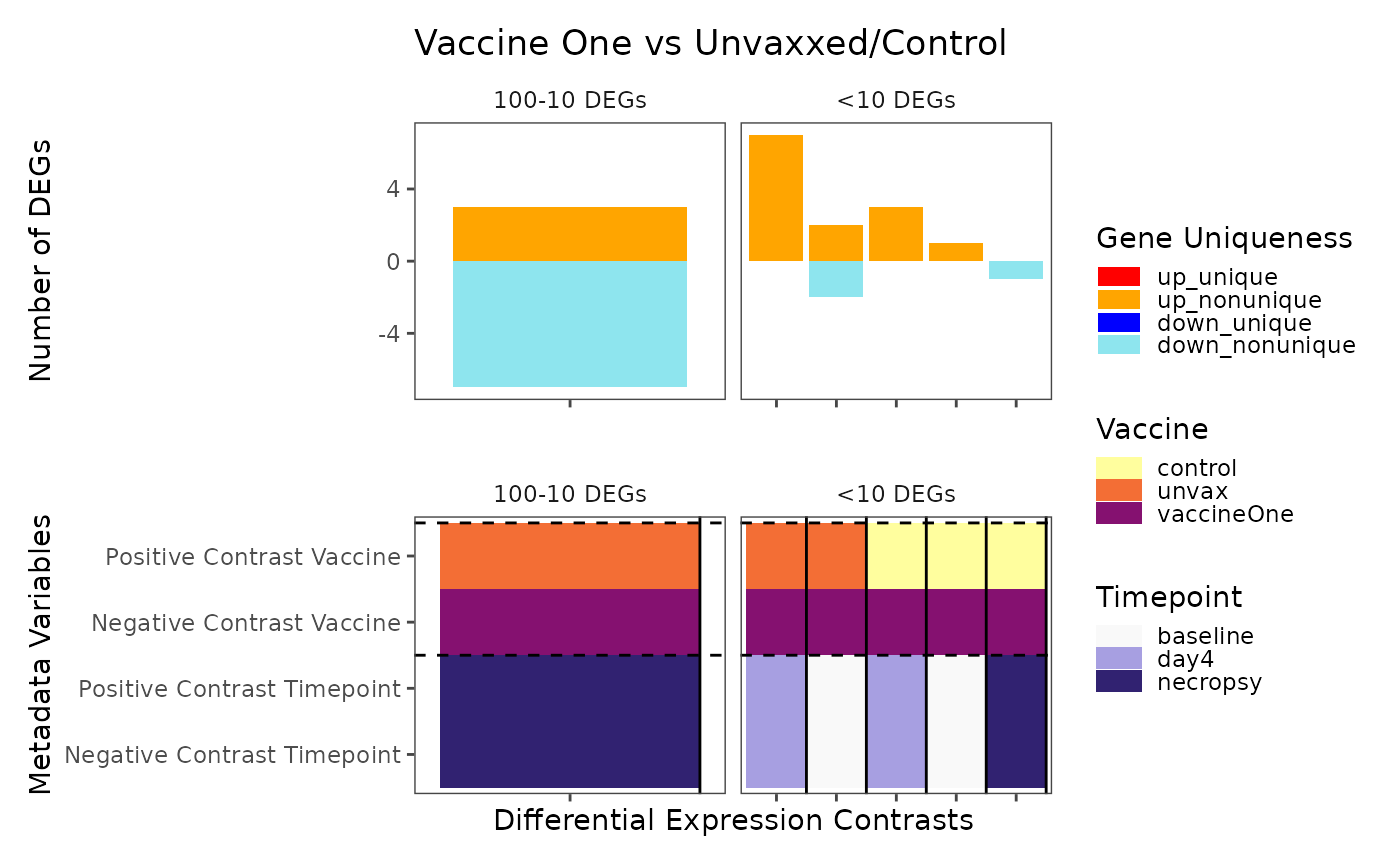 Vaccine One vs Unvaxxed/Control
100-10 DEGs
<10 DEGs
Number of DEGs
4
0
-4
Gene Uniqueness
up_unique
up_nonunique
down_unique
down_nonunique
Vaccine
control
unvax
vaccineOne
Timepoint
baseline
day4
necropsy
100-10 DEGs
<10 DEGs
Metadata Variables
Positive Contrast Vaccine
Negative Contrast Vaccine
Positive Contrast Timepoint
Negative Contrast Timepoint
Differential Expression Contrasts